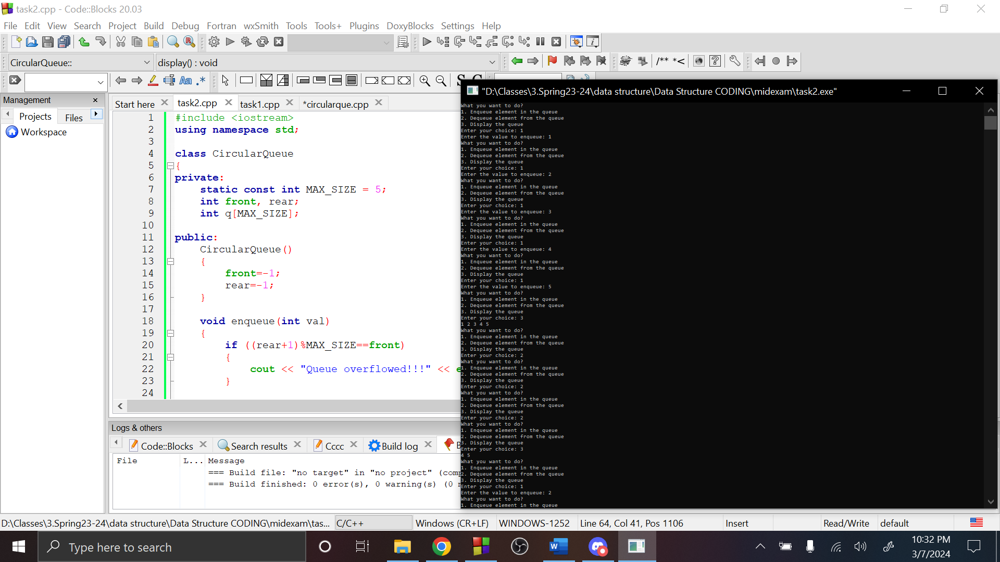 task2.cpp - Code::Blocks 20.03
File Edit View Search Project Build Debug Fortran wxSmith Tools Tools+ Plugins DoxyBlocks Settings Help
CircularQueue:: display() : void
/** *<
Aa .* S C
Management
Projects Files
Workspace
Start here task2.cpp task1.cpp *circularque.cpp
1 #include <iostream>
2 using namespace std;
3
4 class CircularQueue
5 {
6 private:
7 static const int MAX_SIZE = 5;
8 int front, rear;
9 int q[MAX_SIZE];
10
11 public:
12 CircularQueue()
13 {
14 front=-1;
15 rear=-1;
16 }
17
18 void enqueue(int val)
19 {
20 if ((rear+1)%MAX_SIZE==front)
21 {
22 cout << "Queue overflowed!!!" << e
23 }
24
"D:\Classes\3.Spring23-24\data structure\Data Structure CODING\midexam\task2.exe"
What you want to do?
1. Enqueue element in the queue
2. Dequeue element from the queue
3. Display the queue
Enter your choice: 1
Enter the value to enqueue: 1
What you want to do?
1. Enqueue element in the queue
2. Dequeue element from the queue
3. Display the queue
Enter your choice: 1
Enter the value to enqueue: 2
What you want to do?
1. Enqueue element in the queue
2. Dequeue element from the queue
3. Display the queue
Enter your choice: 1
Enter the value to enqueue: 3
What you want to do?
1. Enqueue element in the queue
2. Dequeue element from the queue
3. Display the queue
Enter your choice: 1
Enter the value to enqueue: 4
What you want to do?
1. Enqueue element in the queue
2. Dequeue element from the queue
3. Display the queue
Enter your choice: 1
Enter the value to enqueue: 5
What you want to do?
1. Enqueue element in the queue
2. Dequeue element from the queue
3. Display the queue
Enter your choice: 3
1 2 3 4 5
What you want to do?
1. Enqueue element in the queue
2. Dequeue element from the queue
3. Display the queue
Enter your choice: 2
What you want to do?
1. Enqueue element in the queue
2. Dequeue element from the queue
3. Display the queue
Enter your choice: 2
What you want to do?
1. Enqueue element in the queue
2. Dequeue element from the queue
3. Display the queue
Enter your choice: 2
What you want to do?
1. Enqueue element in the queue
2. Dequeue element from the queue
3. Display the queue
Enter your choice: 3
4 5
What you want to do?
1. Enqueue element in the queue
2. Dequeue element from the queue
3. Display the queue
Enter your choice: 1
Enter the value to enqueue: 2
What you want to do?
1. Enqueue element in the queue
Logs & others
Code::Blocks Search results Cccc Build log
File L... Message
=== Build file: "no target" in "no project" (com
=== Build finished: 0 error(s), 0 warning(s) (0
D:\Classes\3.Spring23-24\data structure\Data Structure CODING\midexam\tas... C/C++ Windows (CR+LF) WINDOWS-1252 Line 64, Col 41, Pos 1106 Insert Read/Write default
Type here to search
10:32 PM
3/7/2024